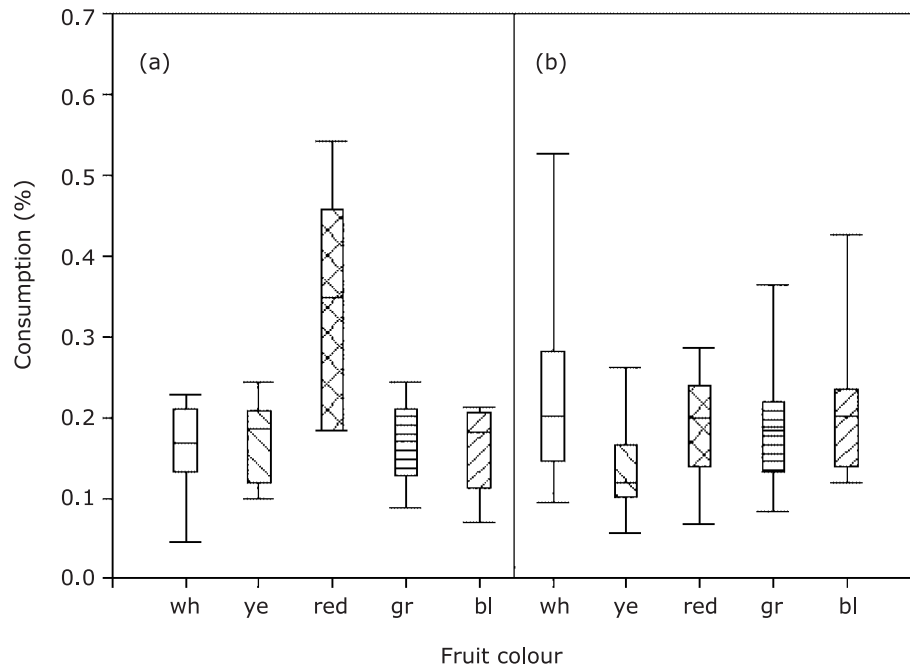 0.7
(a)
(b)
0.6
0.5
0.4
0.3
0.2
0.1
0.0
Consumption (%)
wh ye red gr bl wh ye red gr bl
Fruit colour